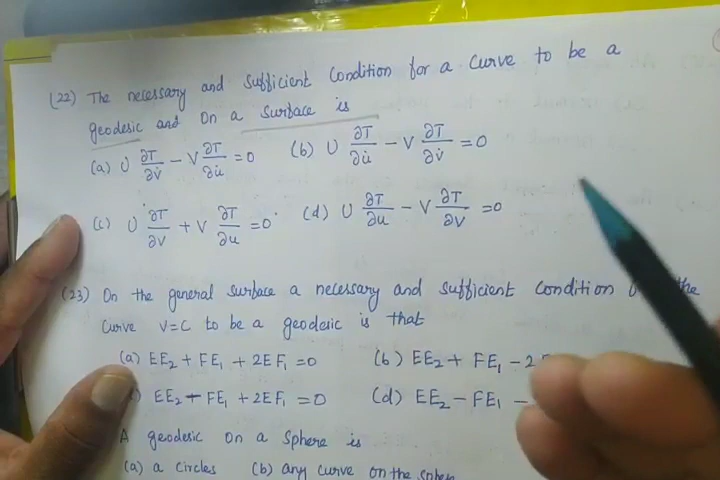 (22) The necessary and Sufficient Condition for a Curve to be a
geodesic and on a Surface is
(a) U ∂T/∂v̇ − V ∂T/∂u̇ = 0 (b) U ∂T/∂u̇ − V ∂T/∂v̇ = 0
(c) U ∂T/∂v + V ∂T/∂u = 0 (d) U ∂T/∂u − V ∂T/∂v = 0
(23) On the general Surface a necessary and Sufficient Condition the
Curve V=C to be a geodesic is that
(a) EE₂ + FE₁ + 2EF₁ = 0 (b) EE₂ + FE₁ − 2
EE₂ − FE₁ + 2EF₁ = 0 (d) EE₂ − FE₁ −
A geodesic on a Sphere is
(a) a Circles (b) any curve on the